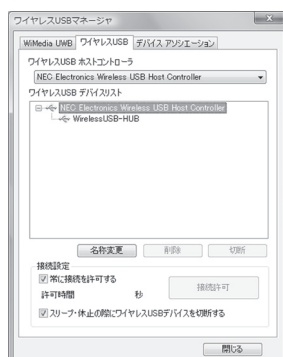 ワイヤレスUSBマネージャ
WiMedia UWB ワイヤレスUSB デバイス アソシエーション
ワイヤレスUSB ホストコントローラ
NEC Electronics Wireless USB Host Controller
ワイヤレスUSB デバイスリスト
NEC Electronics Wireless USB Host Controller
WirelessUSB-HUB
名称変更 削除 切断
接続設定
常に接続を許可する
許可時間 秒
接続許可
スリープ・休止の際にワイヤレスUSBデバイスを切断する
閉じる